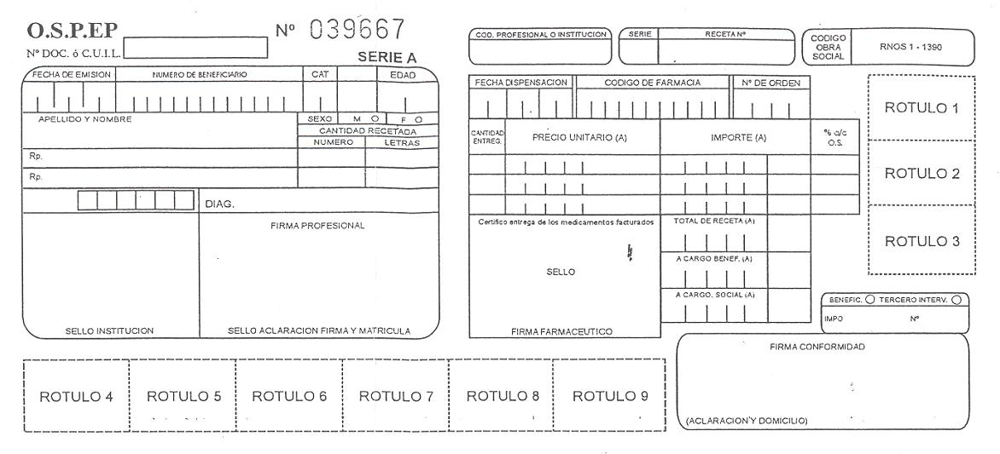 O.S.P.EP
Nº 039667
Nº DOC. ó C.U.I.L.
SERIE A
FECHA DE EMISION NUMERO DE BENEFICIARIO CAT EDAD
APELLIDO Y NOMBRE
SEXO M O F O
CANTIDAD RECETADA
NUMERO LETRAS
Rp.
Rp.
DIAG.
FIRMA PROFESIONAL
SELLO INSTITUCION
SELLO ACLARACION FIRMA Y MATRICULA
COD. PROFESIONAL O INSTITUCION
SERIE RECETA Nº
CODIGO
OBRA
SOCIAL
RNOS 1 - 1390
FECHA DISPENSACION CODIGO DE FARMACIA Nº DE ORDEN
CANTIDAD
ENTREG.
PRECIO UNITARIO (A)
IMPORTE (A)
% a/c
O.S.
Certifico entrega de los medicamentos facturados
SELLO
FIRMA FARMACEUTICO
TOTAL DE RECETA (A)
A CARGO BENEF. (A)
A CARGO. SOCIAL (A)
ROTULO 1
ROTULO 2
ROTULO 3
BENEFIC. TERCERO INTERV.
IMPO Nº
FIRMA CONFORMIDAD
(ACLARACION Y DOMICILIO)
ROTULO 4 ROTULO 5 ROTULO 6 ROTULO 7 ROTULO 8 ROTULO 9